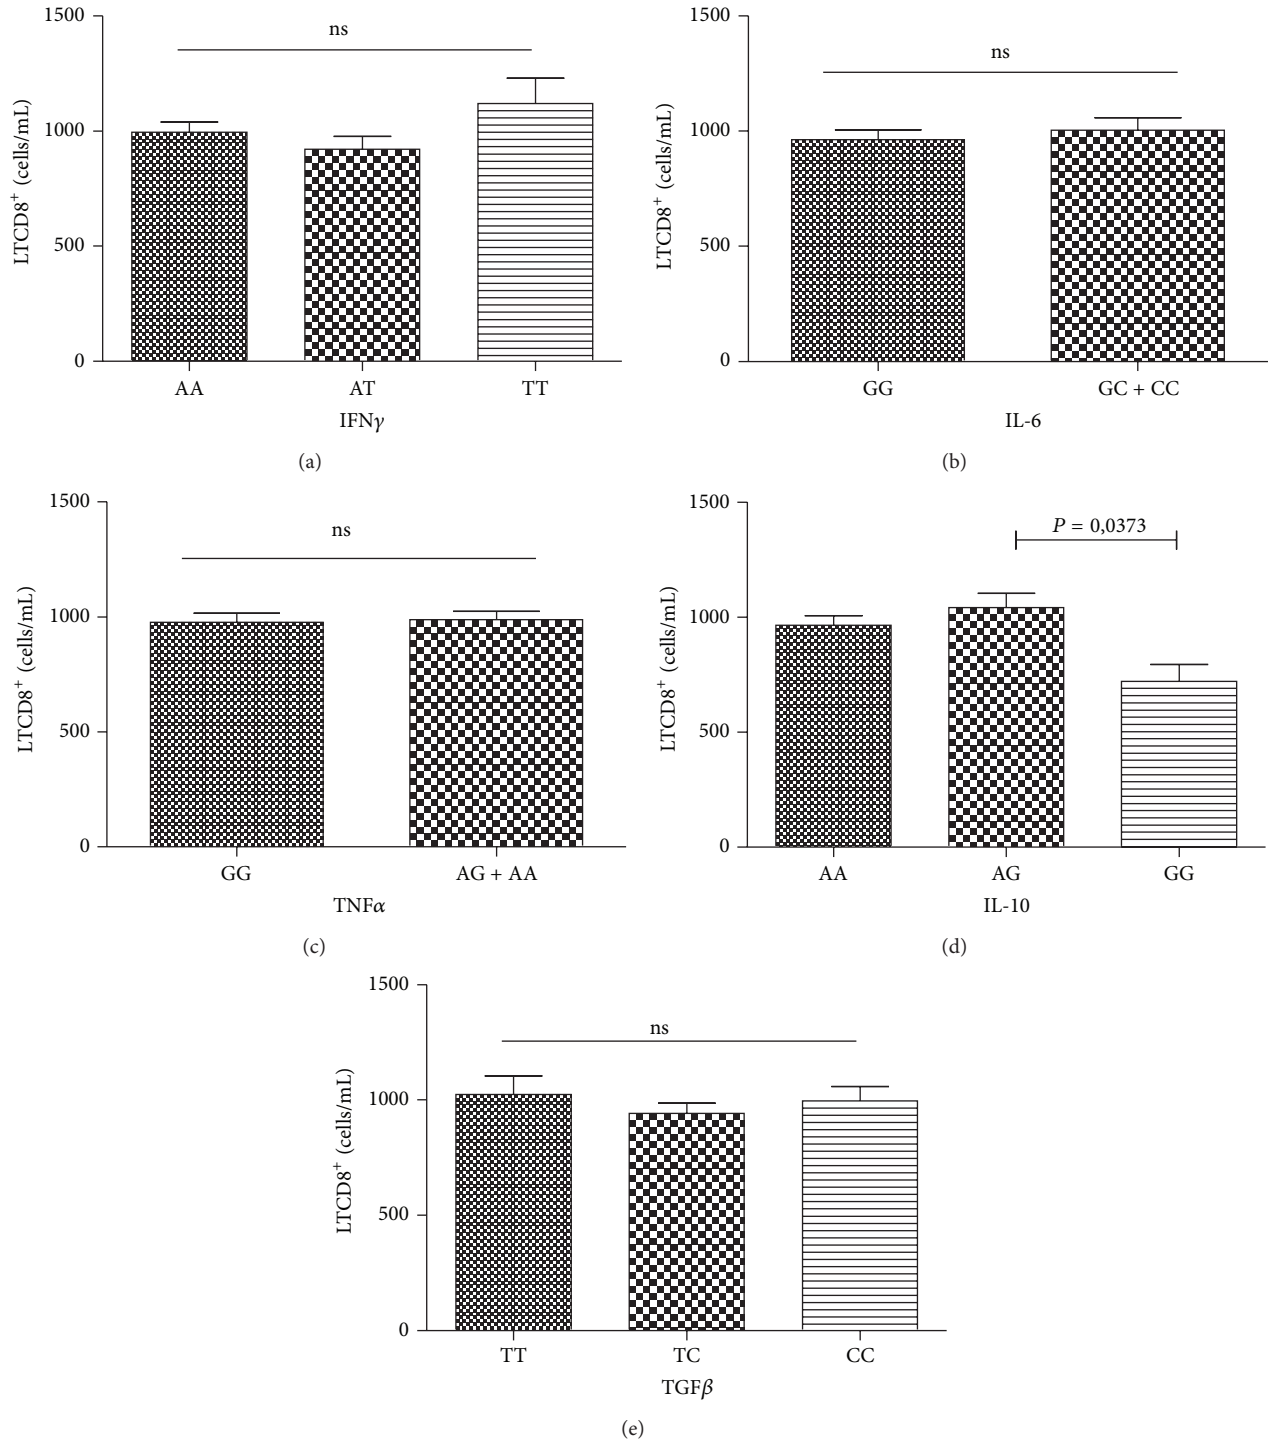 1500
1000
500
0
LTCD8+ (cells/mL)
ns
AA AT TT
IFNγ
(a)
1500
1000
500
0
LTCD8+ (cells/mL)
ns
GG GC + CC
IL-6
(b)
1500
1000
500
0
LTCD8+ (cells/mL)
ns
GG AG + AA
TNFα
(c)
1500
1000
500
0
LTCD8+ (cells/mL)
P = 0,0373
AA AG GG
IL-10
(d)
1500
1000
500
0
LTCD8+ (cells/mL)
ns
TT TC CC
TGFβ
(e)